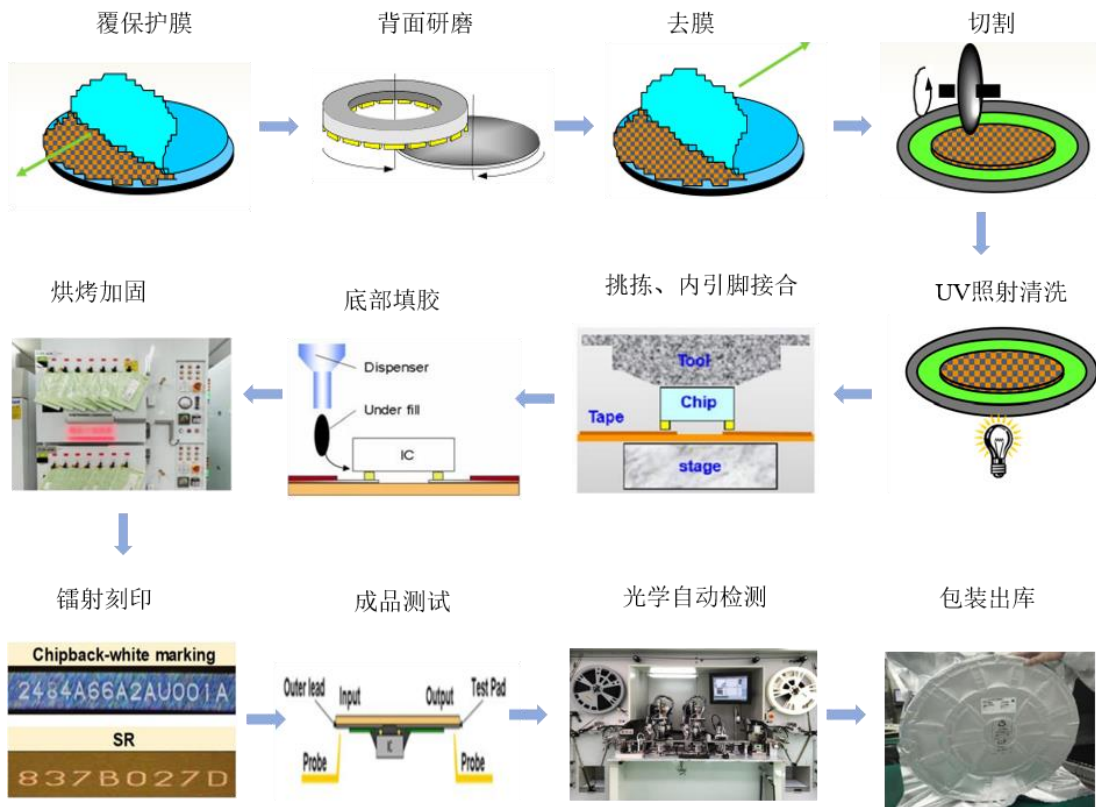 覆保护膜
背面研磨
去膜
切割
烘烤加固
底部填胶
挑拣、内引脚接合
UV照射清洗
Dispenser
Under fill
IC
Tool
Chip
Tape
stage
镭射刻印
成品测试
光学自动检测
包装出库
Chipback-white marking
2484A66A2AU001A
SR
837B027D
Outer lead
Input
Output
Test Pad
IC
Probe
Probe